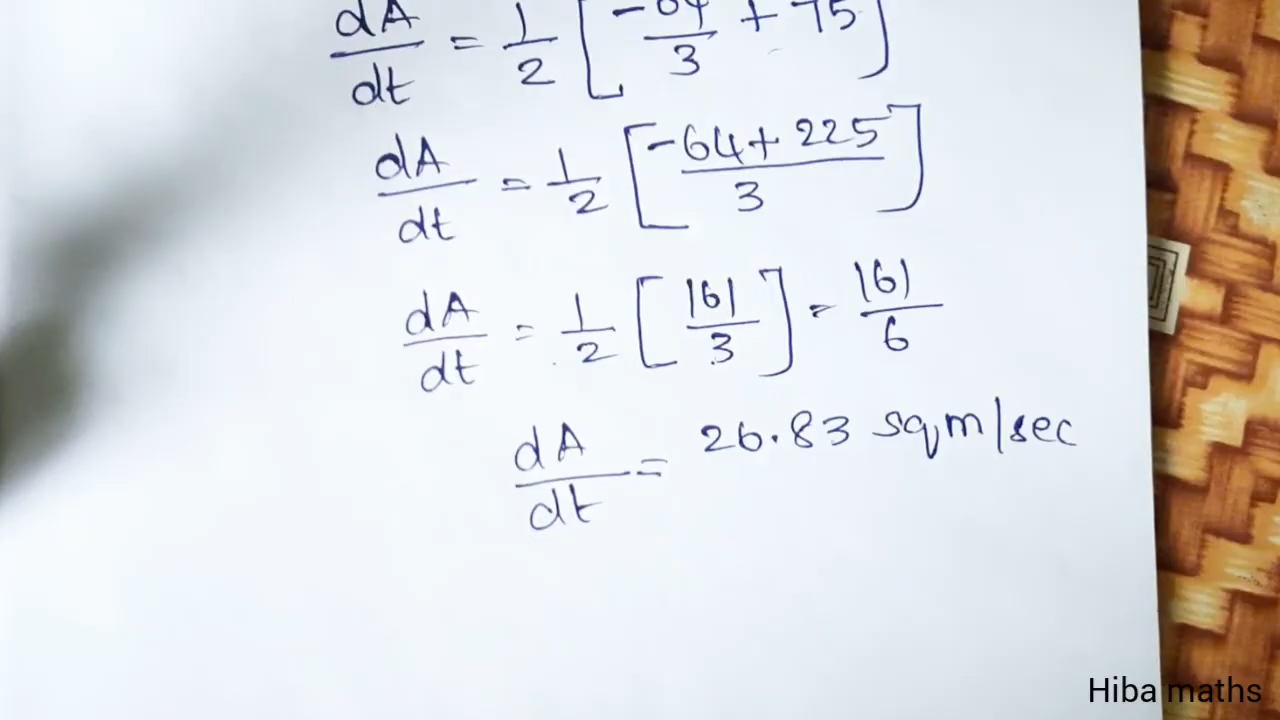 dA/dt = 1/2 [-64/3 + 75]
dA/dt = 1/2 [(-64+225)/3]
dA/dt = 1/2 [161/3] = 161/6
dA/dt = 26.83 sqm/sec
Hiba maths